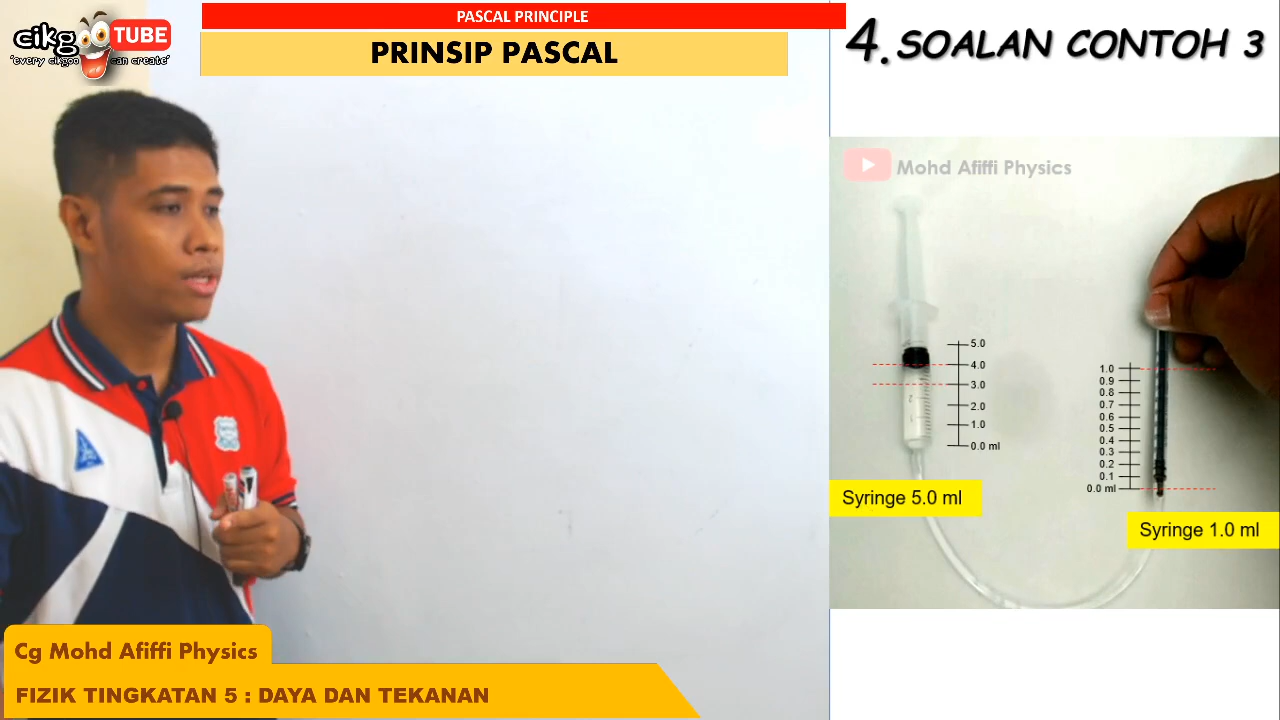 PASCAL PRINCIPLE
PRINSIP PASCAL
cikgooTUBE
'every cikgoo can create'
4. SOALAN CONTOH 3
Mohd Afiffi Physics
5.0
4.0
3.0
2.0
1.0
0.0 ml
1.0
0.9
0.8
0.7
0.6
0.5
0.4
0.3
0.2
0.1
0.0 ml
Syringe 5.0 ml
Syringe 1.0 ml
Cg Mohd Afiffi Physics
FIZIK TINGKATAN 5 : DAYA DAN TEKANAN